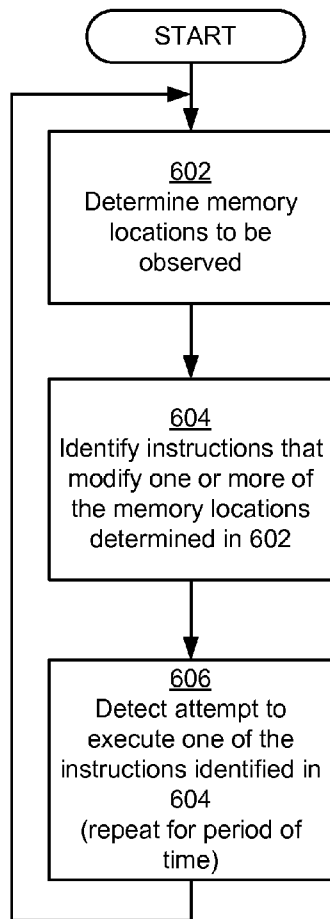 START
602
Determine memory
locations to be
observed
604
Identify instructions that
modify one or more of
the memory locations
determined in 602
606
Detect attempt to
execute one of the
instructions identified in
604
(repeat for period of
time)